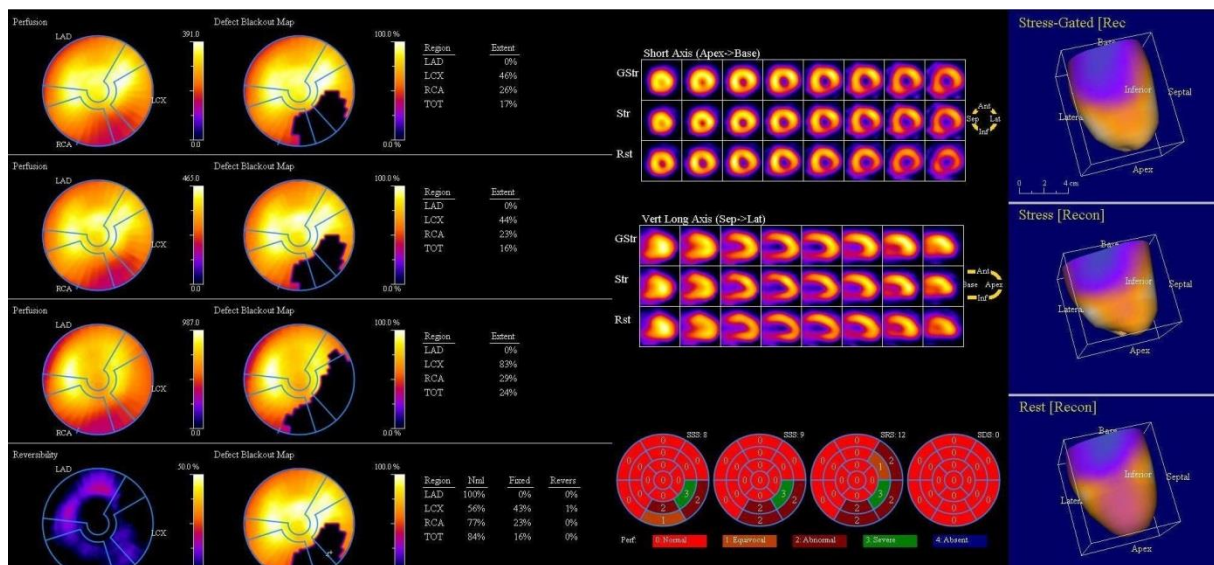 Perfusion
Defect Blackout Map
LAD
LCX
RCA
391.0
0.0
100.0 %
0.0 %
Region Extent
LAD 0%
LCX 46%
RCA 26%
TOT 17%
Perfusion
Defect Blackout Map
LAD
LCX
RCA
465.0
0.0
100.0 %
0.0 %
Region Extent
LAD 0%
LCX 44%
RCA 23%
TOT 16%
Perfusion
Defect Blackout Map
LAD
LCX
RCA
987.0
0.0
100.0 %
0.0 %
Region Extent
LAD 0%
LCX 83%
RCA 29%
TOT 24%
Reversibility
Defect Blackout Map
LAD
LCX
50.0 %
100.0 %
Region Nml Fixed Revers
LAD 100% 0% 0%
LCX 56% 43% 1%
RCA 77% 23% 0%
TOT 84% 16% 0%
Short Axis (Apex->Base)
GStr
Str
Rst
Ant
Sep Lat
Inf
Vert Long Axis (Sep->Lat)
GStr
Str
Rst
Ant
Base Apex
Inf
SSS: 8
SSS: 9
SRS: 12
SDS: 0
Perf: 0: Normal 1: Equivocal 2: Abnormal 3: Severe 4: Absent
Stress-Gated [Rec
Base
Inferior
Septal
Latera
Apex
0 2 4 cm
Stress [Recon]
Base
Inferior
Septal
Latera
Apex
Rest [Recon]
Base
Inferior
Septal
Latera
Apex